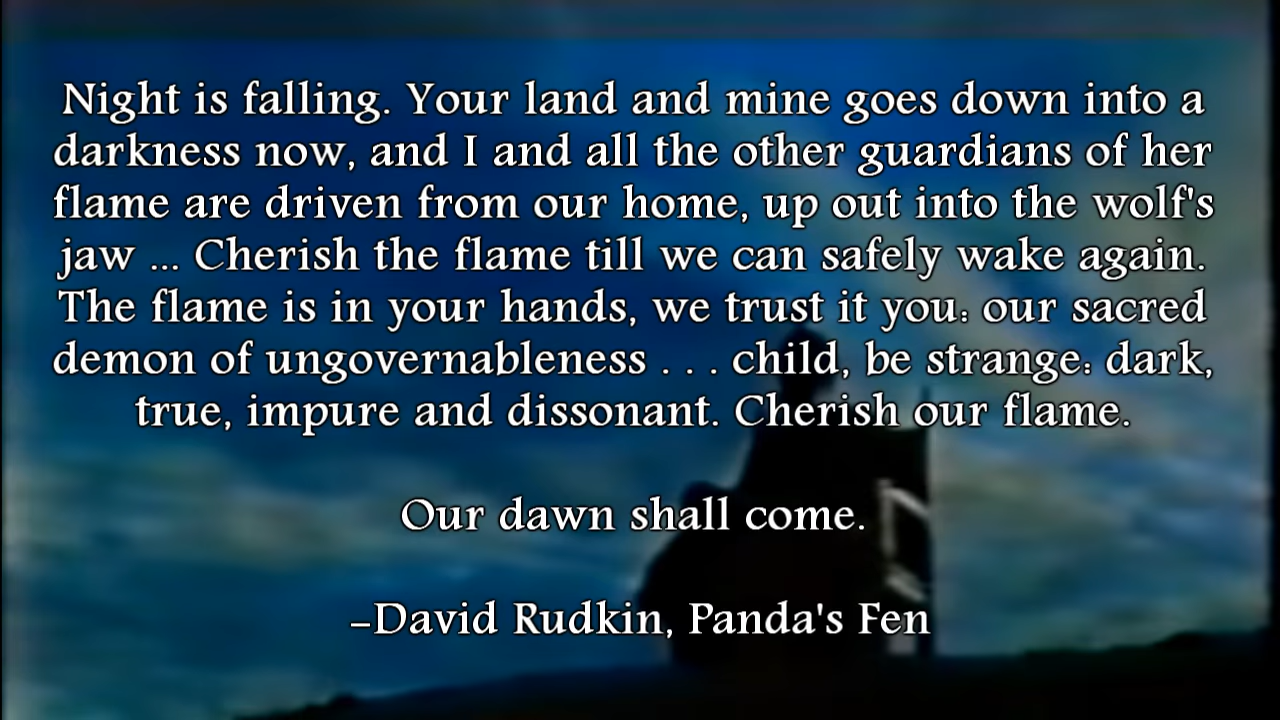 Night is falling. Your land and mine goes down into a
darkness now, and I and all the other guardians of her
flame are driven from our home, up out into the wolf's
jaw ... Cherish the flame till we can safely wake again.
The flame is in your hands, we trust it you: our sacred
demon of ungovernableness . . . child, be strange: dark,
true, impure and dissonant. Cherish our flame.
Our dawn shall come.
–David Rudkin, Panda's Fen